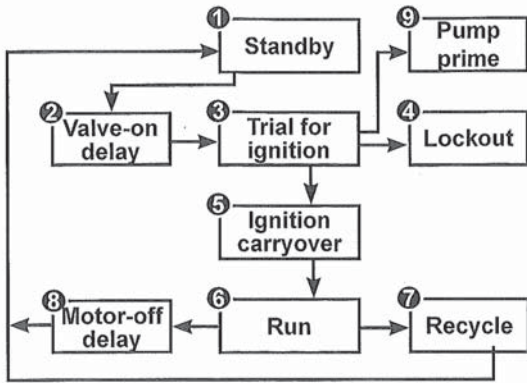 1
Standby
9
Pump
prime
2
Valve-on
delay
3
Trial for
ignition
4
Lockout
5
Ignition
carryover
8
Motor-off
delay
6
Run
7
Recycle